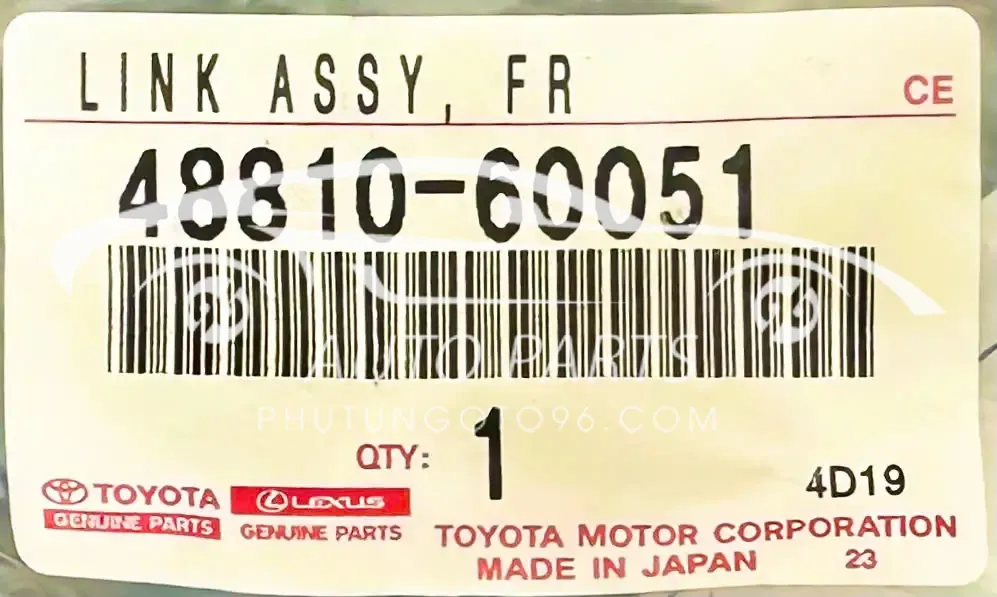 LINK ASSY, FR
CE
48810-60051
AUTO PARTS
PHUTUNGOTO96.COM
QTY: 1
4D19
TOYOTA
GENUINE PARTS
LEXUS
GENUINE PARTS
TOYOTA MOTOR CORPORATION
MADE IN JAPAN 23